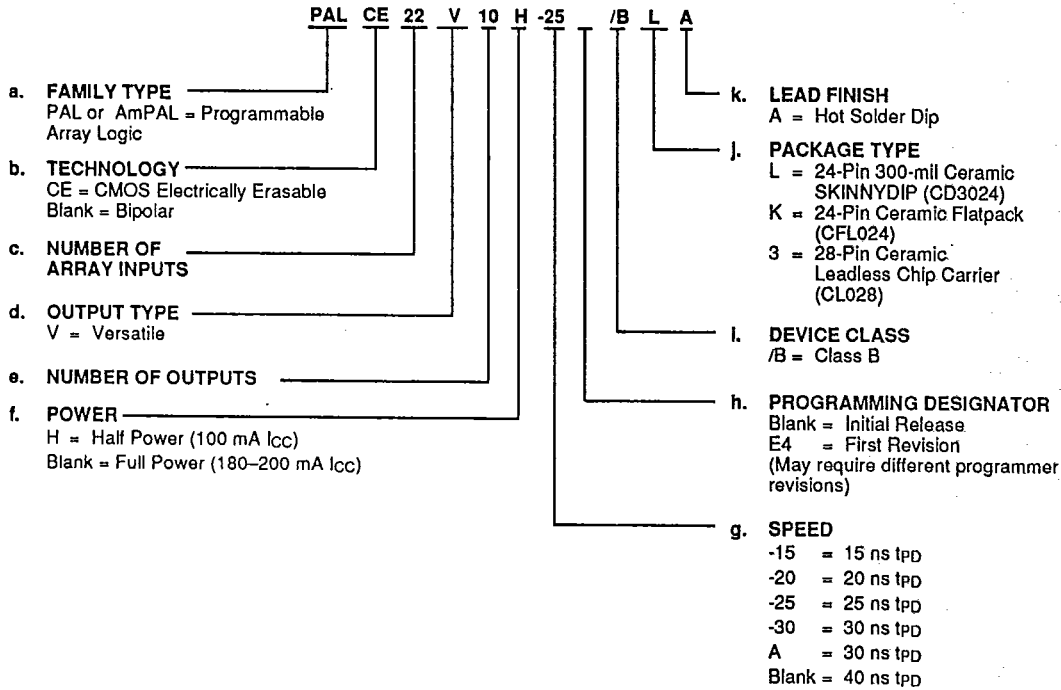 PAL CE 22 V 10 H -25 /B L A
a. FAMILY TYPE
PAL or AmPAL = Programmable
Array Logic
b. TECHNOLOGY
CE = CMOS Electrically Erasable
Blank = Bipolar
c. NUMBER OF
ARRAY INPUTS
d. OUTPUT TYPE
V = Versatile
e. NUMBER OF OUTPUTS
f. POWER
H = Half Power (100 mA ICC)
Blank = Full Power (180–200 mA ICC)
k. LEAD FINISH
A = Hot Solder Dip
j. PACKAGE TYPE
L = 24-Pin 300-mil Ceramic
SKINNYDIP (CD3024)
K = 24-Pin Ceramic Flatpack
(CFL024)
3 = 28-Pin Ceramic
Leadless Chip Carrier
(CL028)
i. DEVICE CLASS
/B = Class B
h. PROGRAMMING DESIGNATOR
Blank = Initial Release
E4 = First Revision
(May require different programmer
revisions)
g. SPEED
-15 = 15 ns tPD
-20 = 20 ns tPD
-25 = 25 ns tPD
-30 = 30 ns tPD
A = 30 ns tPD
Blank = 40 ns tPD